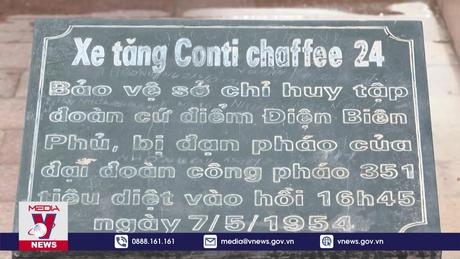 Xe tăng Conti chaffee 24
Bảo vệ sở chỉ huy tập
đoàn cứ điểm Điện Biên
Phủ, bị đạn pháo của
đại đoàn công pháo 351
tiêu diệt vào hồi 16h45
ngày 7/5/1954
MEDIA
NEWS
0888.161.161
media@vnews.gov.vn
vnews.gov.vn